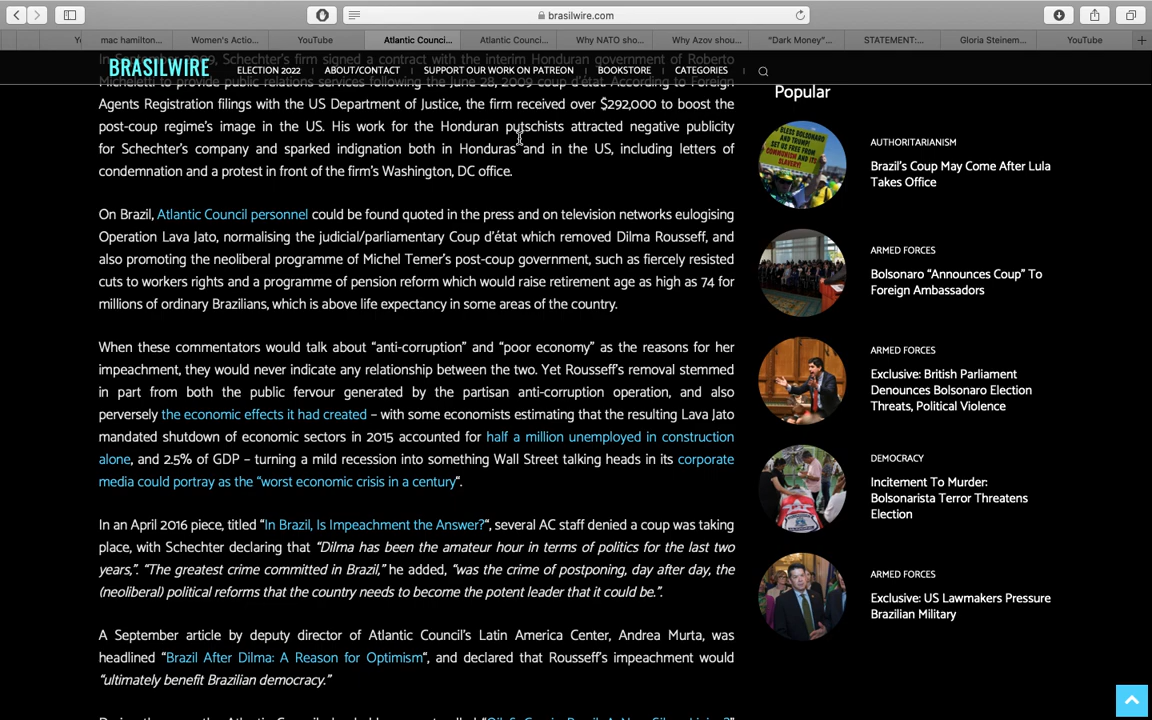 brasilwire.com
Yo
mac hamilton...
Women's Actio...
YouTube
Atlantic Counci...
Atlantic Counci...
Why NATO sho...
Why Azov shou...
"Dark Money"...
STATEMENT:...
Gloria Steinem...
YouTube
BRASILWIRE
ELECTION 2022
ABOUT/CONTACT
SUPPORT OUR WORK ON PATREON
BOOKSTORE
CATEGORIES
In September 2009, Schechter's firm signed a contract with the interim Honduran government of Roberto
Micheletti to provide public relations services following the June 28, 2009 coup d'état. According to Foreign
Agents Registration filings with the US Department of Justice, the firm received over $292,000 to boost the
post-coup regime's image in the US. His work for the Honduran putschists attracted negative publicity
for Schechter's company and sparked indignation both in Honduras and in the US, including letters of
condemnation and a protest in front of the firm's Washington, DC office.
On Brazil, Atlantic Council personnel could be found quoted in the press and on television networks eulogising
Operation Lava Jato, normalising the judicial/parliamentary Coup d'état which removed Dilma Rousseff, and
also promoting the neoliberal programme of Michel Temer's post-coup government, such as fiercely resisted
cuts to workers rights and a programme of pension reform which would raise retirement age as high as 74 for
millions of ordinary Brazilians, which is above life expectancy in some areas of the country.
When these commentators would talk about “anti-corruption” and “poor economy” as the reasons for her
impeachment, they would never indicate any relationship between the two. Yet Rousseff's removal stemmed
in part from both the public fervour generated by the partisan anti-corruption operation, and also
perversely the economic effects it had created – with some economists estimating that the resulting Lava Jato
mandated shutdown of economic sectors in 2015 accounted for half a million unemployed in construction
alone, and 2.5% of GDP – turning a mild recession into something Wall Street talking heads in its corporate
media could portray as the “worst economic crisis in a century“.
In an April 2016 piece, titled “In Brazil, Is Impeachment the Answer?“, several AC staff denied a coup was taking
place, with Schechter declaring that “Dilma has been the amateur hour in terms of politics for the last two
years,”. “The greatest crime committed in Brazil,” he added, “was the crime of postponing, day after day, the
(neoliberal) political reforms that the country needs to become the potent leader that it could be.”.
A September article by deputy director of Atlantic Council's Latin America Center, Andrea Murta, was
headlined “Brazil After Dilma: A Reason for Optimism“, and declared that Rousseff's impeachment would
“ultimately benefit Brazilian democracy.”
Popular
AUTHORITARIANISM
Brazil's Coup May Come After Lula
Takes Office
ARMED FORCES
Bolsonaro “Announces Coup” To
Foreign Ambassadors
ARMED FORCES
Exclusive: British Parliament
Denounces Bolsonaro Election
Threats, Political Violence
DEMOCRACY
Incitement To Murder:
Bolsonarista Terror Threatens
Election
ARMED FORCES
Exclusive: US Lawmakers Pressure
Brazilian Military